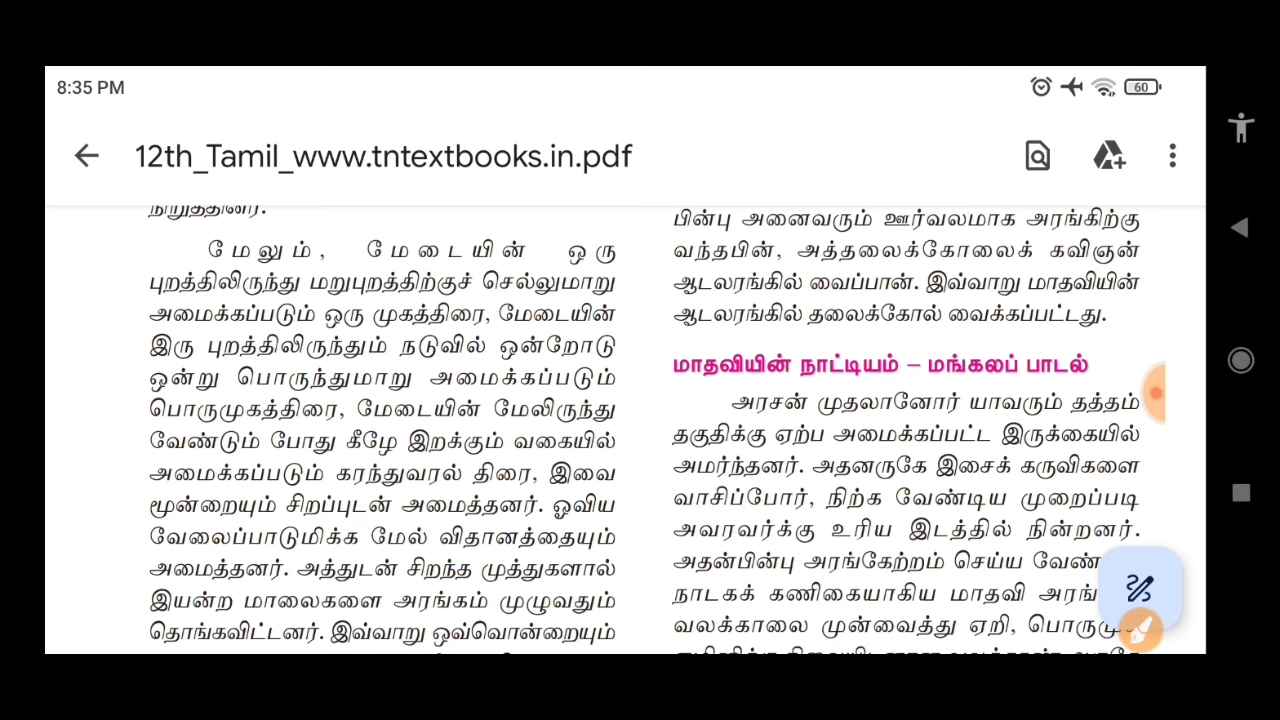 8:35 PM
60
12th_Tamil_www.tntextbooks.in.pdf
நிறுத்தினர்.
மேலும், மேடையின் ஒரு
புறத்திலிருந்து மறுபுறத்திற்குச் செல்லுமாறு
அமைக்கப்படும் ஒரு முகத்திரை, மேடையின்
இரு புறத்திலிருந்தும் நடுவில் ஒன்றோடு
ஒன்று பொருந்துமாறு அமைக்கப்படும்
பொருமுகத்திரை, மேடையின் மேலிருந்து
வேண்டும் போது கீழே இறக்கும் வகையில்
அமைக்கப்படும் கரந்துவரல் திரை, இவை
மூன்றையும் சிறப்புடன் அமைத்தனர். ஓவிய
வேலைப்பாடுமிக்க மேல் விதானத்தையும்
அமைத்தனர். அத்துடன் சிறந்த முத்துகளால்
இயன்ற மாலைகளை அரங்கம் முழுவதும்
தொங்கவிட்டனர். இவ்வாறு ஒவ்வொன்றையும்
பின்பு அனைவரும் ஊர்வலமாக அரங்கிற்கு
வந்தபின், அத்தலைக்கோலைக் கவிஞன்
ஆடலரங்கில் வைப்பான். இவ்வாறு மாதவியின்
ஆடலரங்கில் தலைக்கோல் வைக்கப்பட்டது.
மாதவியின் நாட்டியம் – மங்கலப் பாடல்
அரசன் முதலானோர் யாவரும் தத்தம்
தகுதிக்கு ஏற்ப அமைக்கப்பட்ட இருக்கையில்
அமர்ந்தனர். அதனருகே இசைக் கருவிகளை
வாசிப்போர், நிற்க வேண்டிய முறைப்படி
அவரவர்க்கு உரிய இடத்தில் நின்றனர்.
அதன்பின்பு அரங்கேற்றம் செய்ய
நாடகக் கணிகையாகிய மாதவி
வலக்காலை முன்வைத்து ஏறி,